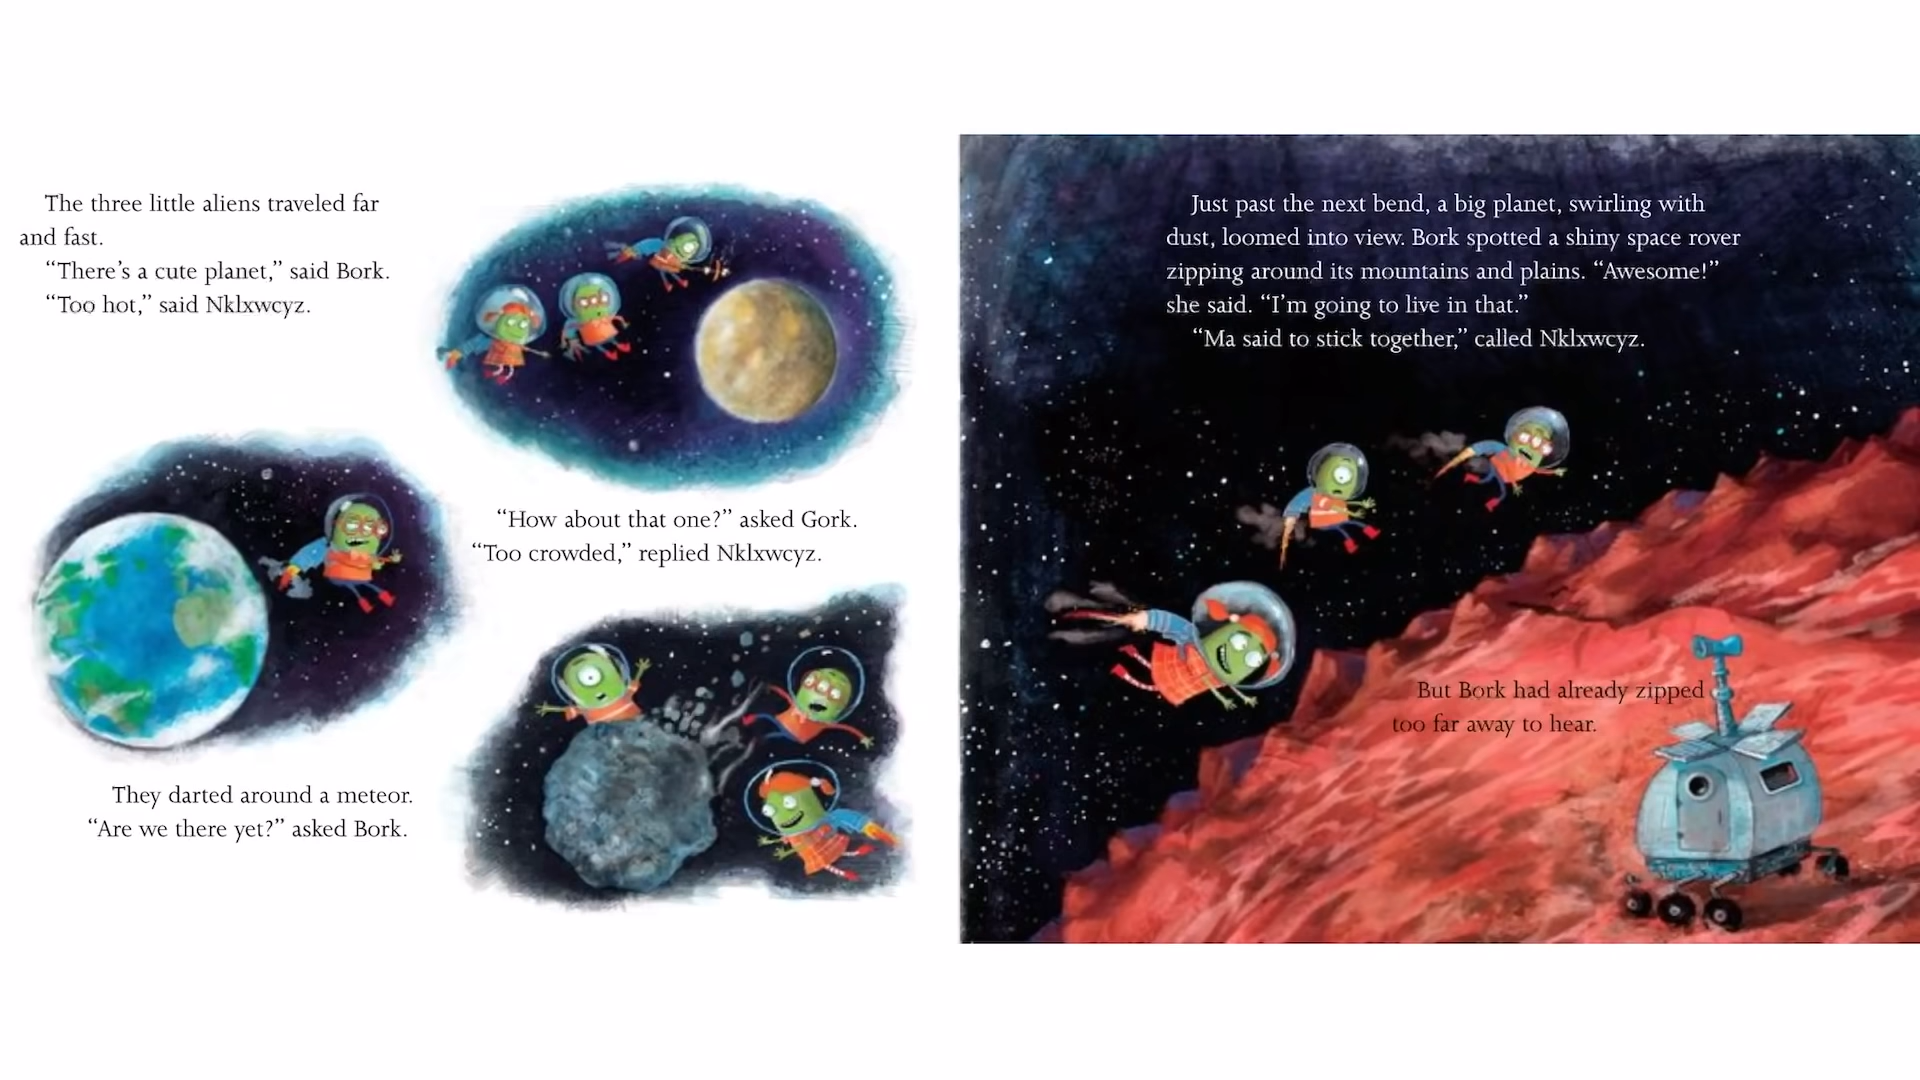 The three little aliens traveled far
and fast.
“There’s a cute planet,” said Bork.
“Too hot,” said Nklxwcyz.
“How about that one?” asked Gork.
“Too crowded,” replied Nklxwcyz.
They darted around a meteor.
“Are we there yet?” asked Bork.
Just past the next bend, a big planet, swirling with
dust, loomed into view. Bork spotted a shiny space rover
zipping around its mountains and plains. “Awesome!”
she said. “I’m going to live in that.”
“Ma said to stick together,” called Nklxwcyz.
But Bork had already zipped
too far away to hear.